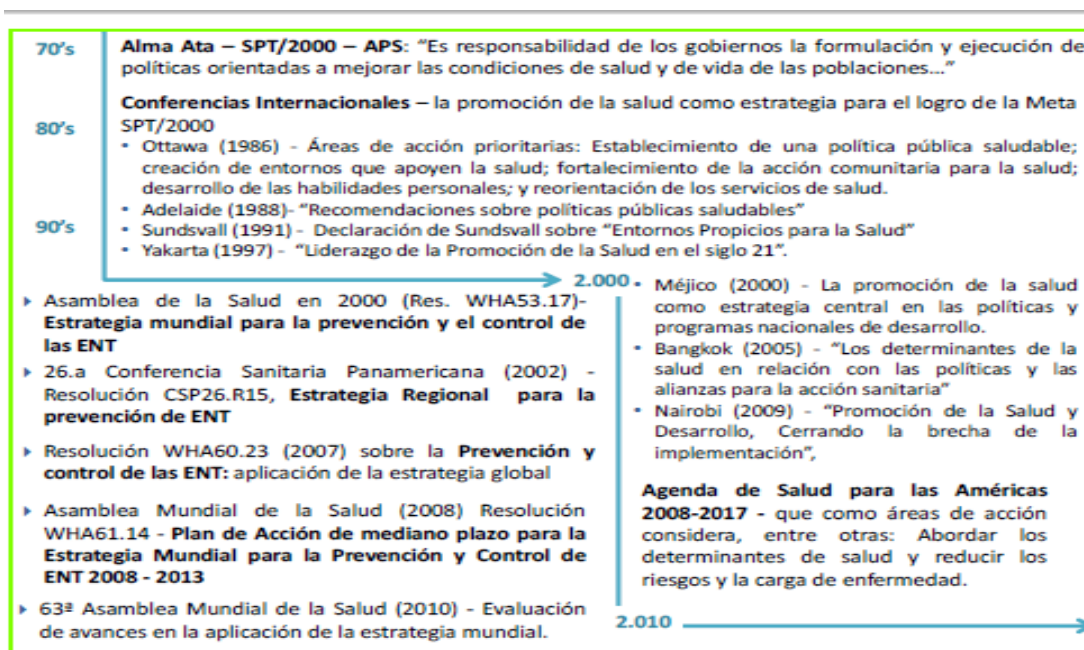 70's
Alma Ata – SPT/2000 – APS: “Es responsabilidad de los gobiernos la formulación y ejecución de
políticas orientadas a mejorar las condiciones de salud y de vida de las poblaciones...”
Conferencias Internacionales – la promoción de la salud como estrategia para el logro de la Meta
80's
SPT/2000
• Ottawa (1986) - Áreas de acción prioritarias: Establecimiento de una política pública saludable;
creación de entornos que apoyen la salud; fortalecimiento de la acción comunitaria para la salud;
desarrollo de las habilidades personales; y reorientación de los servicios de salud.
• Adelaide (1988)- “Recomendaciones sobre políticas públicas saludables”
90's
• Sundsvall (1991) - Declaración de Sundsvall sobre “Entornos Propicios para la Salud”
• Yakarta (1997) - “Liderazgo de la Promoción de la Salud en el siglo 21”.
2.000
Asamblea de la Salud en 2000 (Res. WHA53.17)-
Estrategia mundial para la prevención y el control de
las ENT
26.a Conferencia Sanitaria Panamericana (2002) -
Resolución CSP26.R15, Estrategia Regional para la
prevención de ENT
Resolución WHA60.23 (2007) sobre la Prevención y
control de las ENT: aplicación de la estrategia global
Asamblea Mundial de la Salud (2008) Resolución
WHA61.14 - Plan de Acción de mediano plazo para la
Estrategia Mundial para la Prevención y Control de
ENT 2008 - 2013
63ª Asamblea Mundial de la Salud (2010) - Evaluación
de avances en la aplicación de la estrategia mundial.
• Méjico (2000) - La promoción de la salud
como estrategia central en las políticas y
programas nacionales de desarrollo.
• Bangkok (2005) - “Los determinantes de la
salud en relación con las políticas y las
alianzas para la acción sanitaria”
• Nairobi (2009) - “Promoción de la Salud y
Desarrollo, Cerrando la brecha de la
implementación”,
Agenda de Salud para las Américas
2008-2017 - que como áreas de acción
considera, entre otras: Abordar los
determinantes de salud y reducir los
riesgos y la carga de enfermedad.
2.010